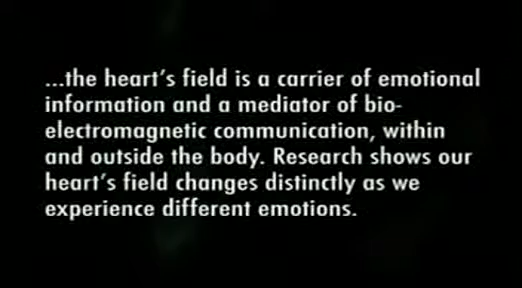 ...the heart's field is a carrier of emotional
information and a mediator of bio-
electromagnetic communication, within
and outside the body. Research shows our
heart's field changes distinctly as we
experience different emotions.